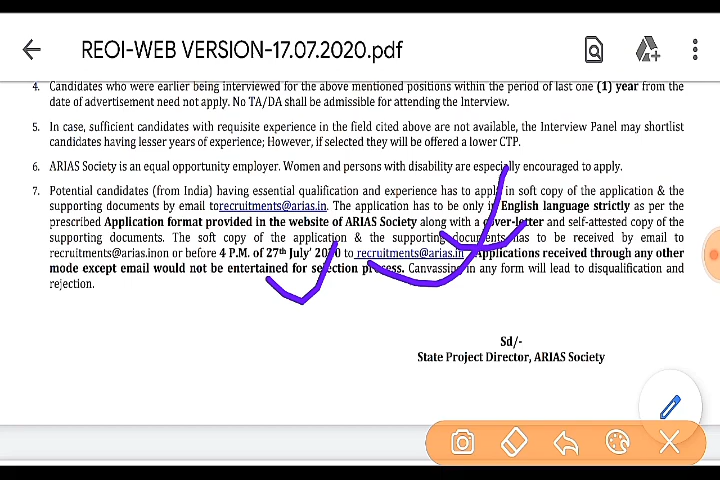 REOI-WEB VERSION-17.07.2020.pdf
4. Candidates who were earlier being interviewed for the above mentioned positions within the period of last one (1) year from the
date of advertisement need not apply. No TA/DA shall be admissible for attending the Interview.
5. In case, sufficient candidates with requisite experience in the field cited above are not available, the Interview Panel may shortlist
candidates having lesser years of experience; However, if selected they will be offered a lower CTP.
6. ARIAS Society is an equal opportunity employer. Women and persons with disability are especially encouraged to apply.
7. Potential candidates (from India) having essential qualification and experience has to apply in soft copy of the application & the
supporting documents by email torecruitments@arias.in. The application has to be only in English language strictly as per the
prescribed Application format provided in the website of ARIAS Society along with a cover-letter and self-attested copy of the
supporting documents. The soft copy of the application & the supporting documents has to be received by email to
recruitments@arias.inon or before 4 P.M. of 27th July' 2020 to recruitments@arias.in. Applications received through any other
mode except email would not be entertained for selection process. Canvassing in any form will lead to disqualification and
rejection.
Sd/-
State Project Director, ARIAS Society